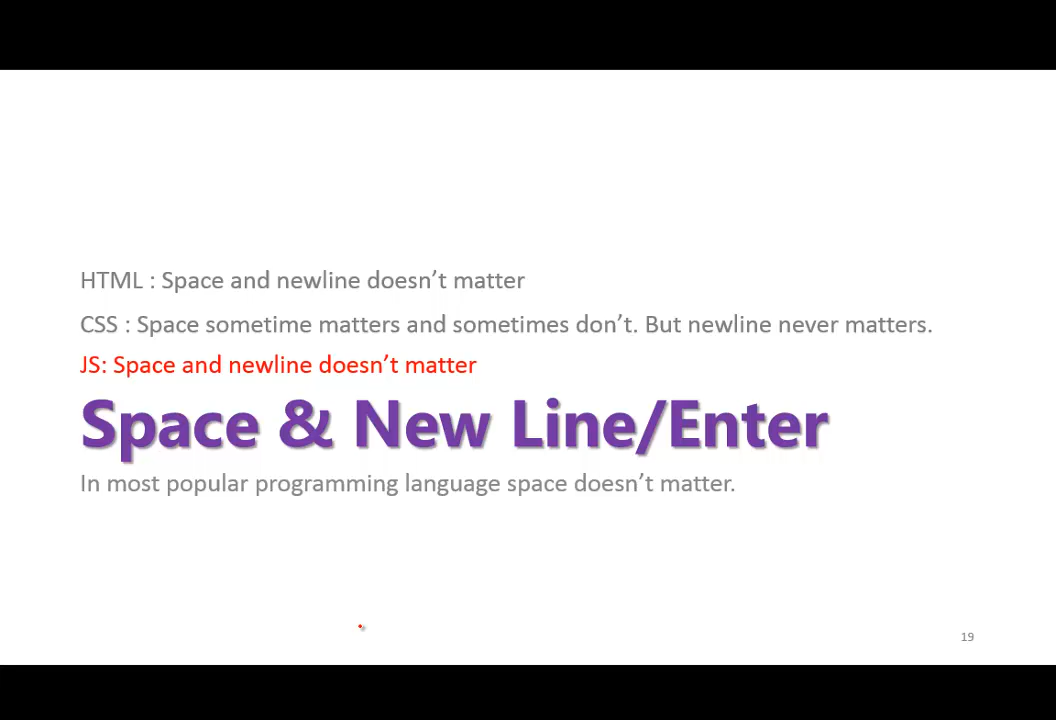 HTML : Space and newline doesn’t matter
CSS : Space sometime matters and sometimes don’t. But newline never matters.
JS: Space and newline doesn’t matter
Space & New Line/Enter
In most popular programming language space doesn’t matter.
19